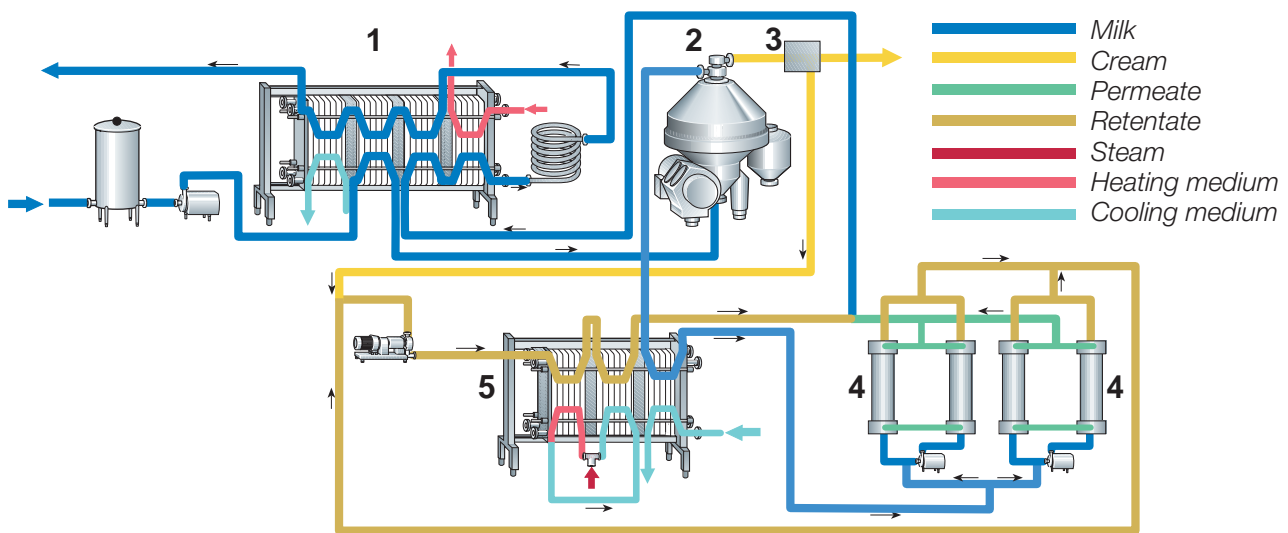 1
2
3
Milk
Cream
Permeate
Retentate
Steam
Heating medium
Cooling medium
5
4
4